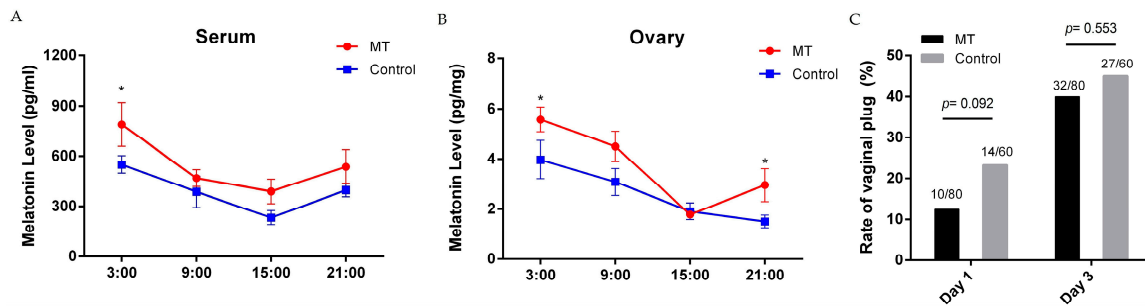 A
Serum
MT
Control
Melatonin Level (pg/ml)
1200
900
600
300
0
*
3:00
9:00
15:00
21:00
B
Ovary
MT
Control
Melatonin Level (pg/mg)
8
6
4
2
0
*
*
3:00
9:00
15:00
21:00
C
MT
Control
Rate of vaginal plug (%)
50
40
30
20
10
0
p= 0.092
p= 0.553
10/80
14/60
32/80
27/60
Day 1
Day 3